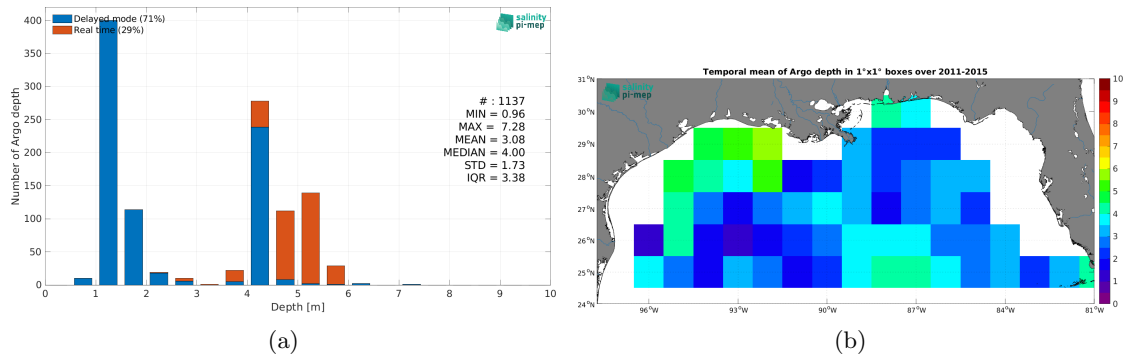 Delayed mode (71%)
Real time (29%)
salinity
pi-mep
# : 1137
MIN = 0.96
MAX = 7.28
MEAN = 3.08
MEDIAN = 4.00
STD = 1.73
IQR = 3.38
Number of Argo depth
400
350
300
250
200
150
100
50
0
0 1 2 3 4 5 6 7 8 9 10
Depth [m]
(a)
Temporal mean of Argo depth in 1°x1° boxes over 2011-2015
salinity
pi-mep
31°N
30°N
29°N
28°N
27°N
26°N
25°N
24°N
96°W 93°W 90°W 87°W 84°W 81°W
10
9
8
7
6
5
4
3
2
1
0
(b)